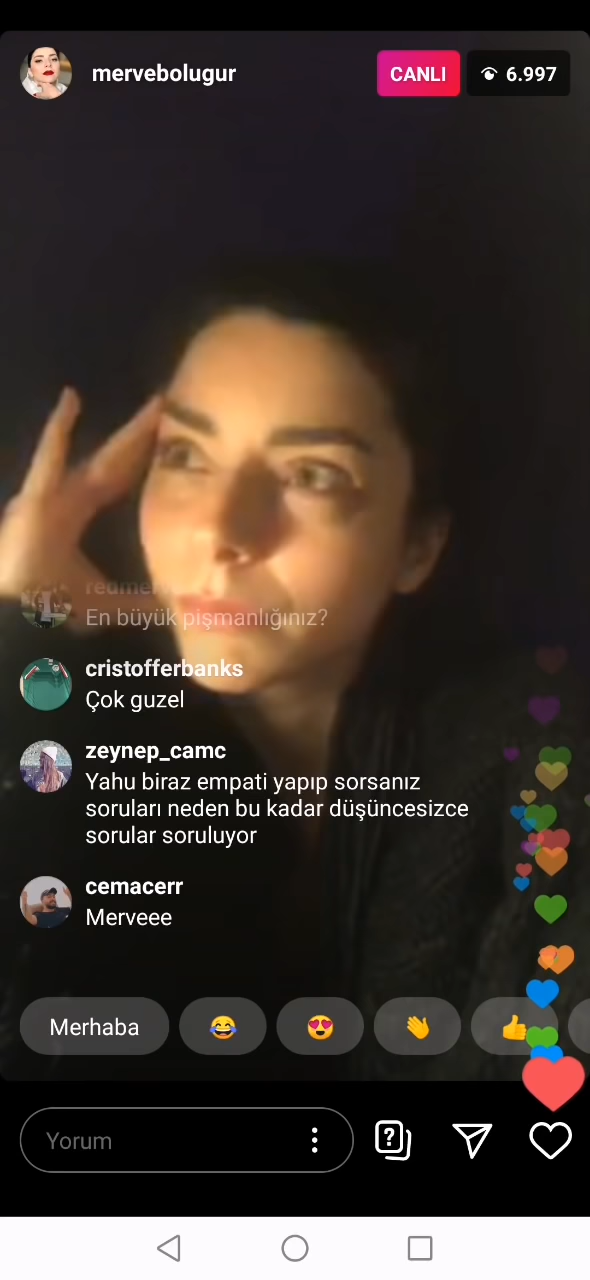 mervebolugur
CANLI
6.997
En büyük pişmanlığınız?
cristofferbanks
Çok guzel
zeynep_camc
Yahu biraz empati yapıp sorsanız
soruları neden bu kadar düşüncesizce
sorular soruluyor
cemacerr
Merveee
Merhaba
Yorum